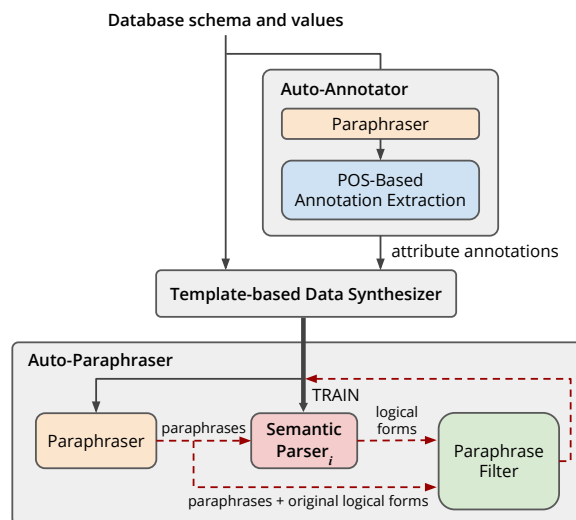 Database schema and values
Auto-Annotator
Paraphraser
POS-Based
Annotation Extraction
attribute annotations
Template-based Data Synthesizer
Auto-Paraphraser
TRAIN
Paraphraser
paraphrases
Semantic
Parser i
logical
forms
Paraphrase
Filter
paraphrases + original logical forms